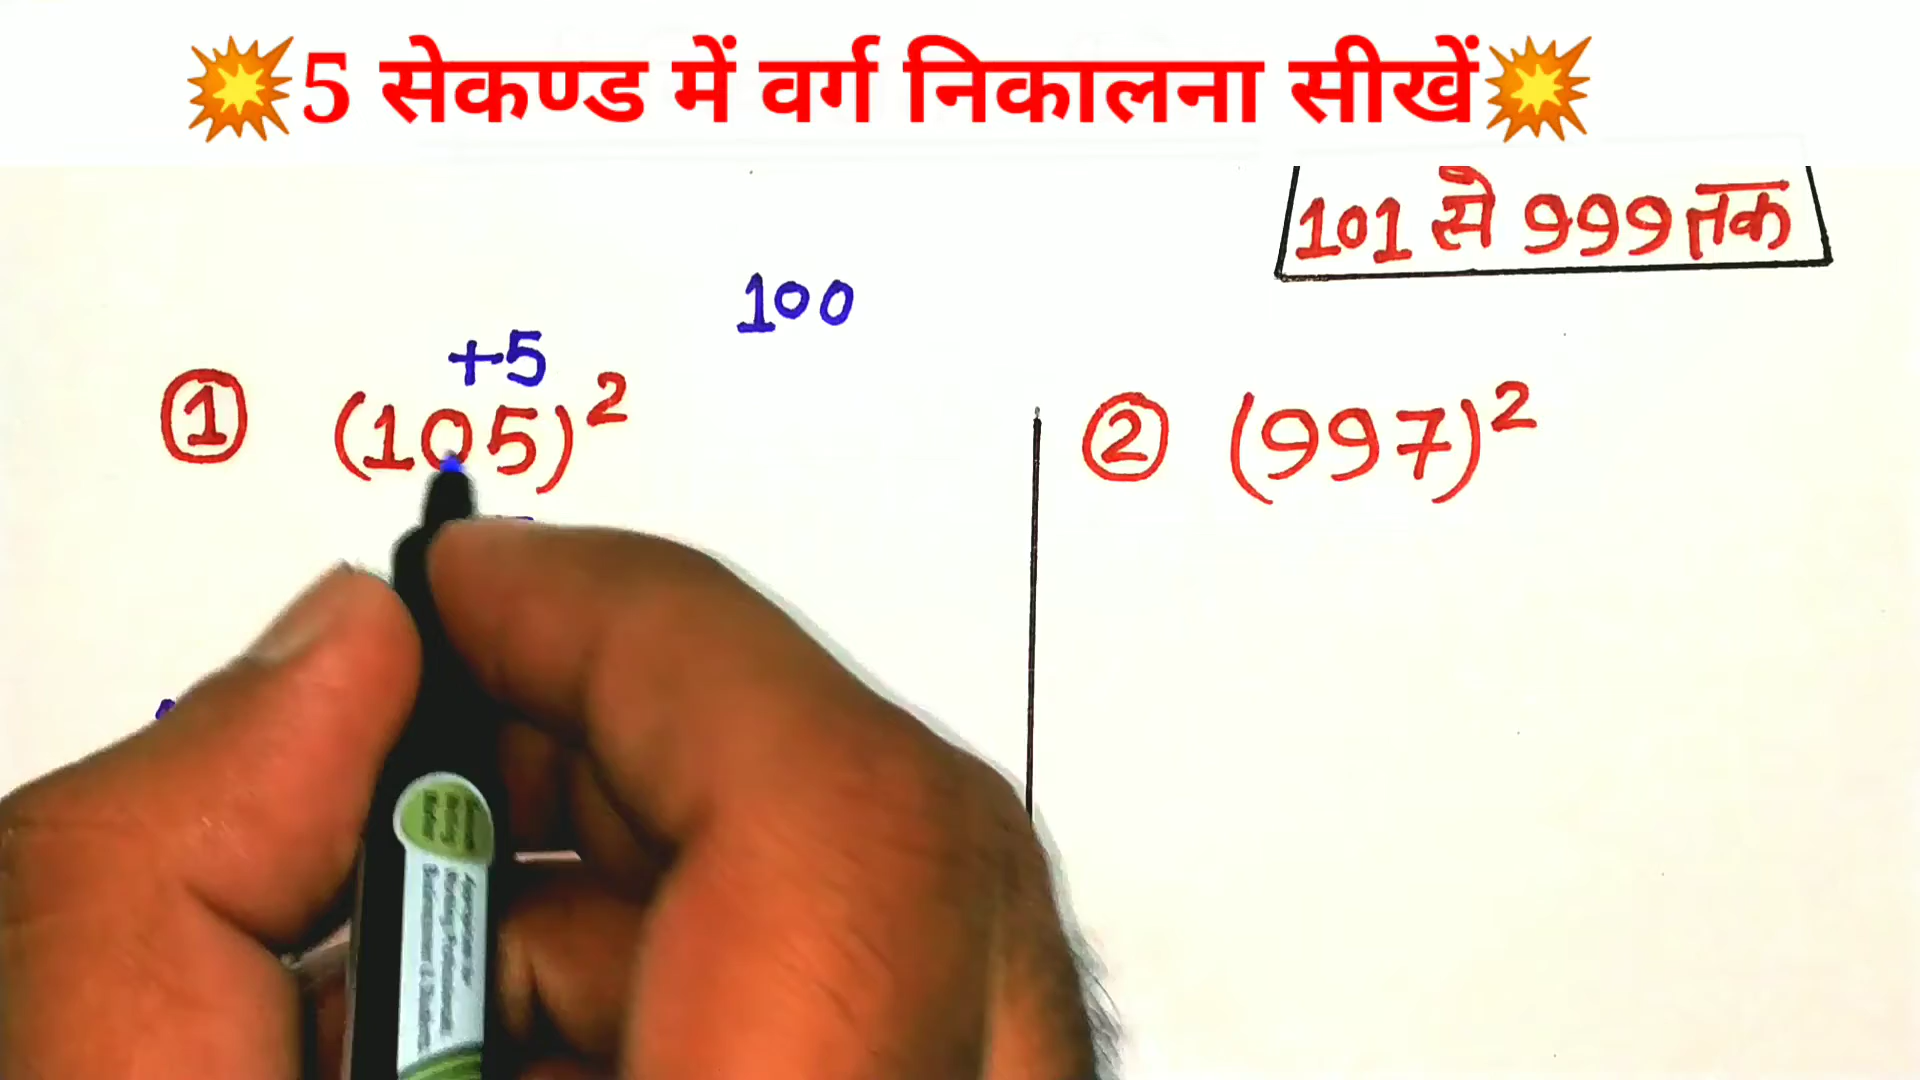 💥5 सेकण्ड में वर्ग निकालना सीखें💥
101 से 999 तक
100
+5
① (105)²
② (997)²